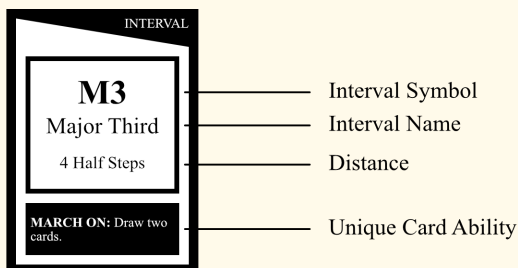 INTERVAL
M3
Major Third
4 Half Steps
MARCH ON: Draw two
cards.
Interval Symbol
Interval Name
Distance
Unique Card Ability